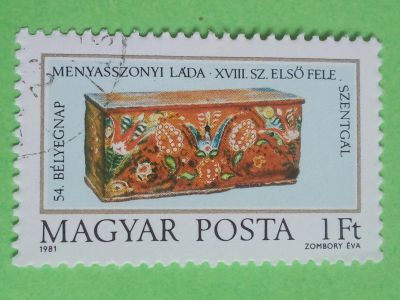 MENYASSZONYI LÁDA · XVIII. SZ. ELSŐ FELE
SZENTGÁL
54. BÉLYEGNAP
MAGYAR POSTA 1 Ft
1981 ZOMBORY ÉVA